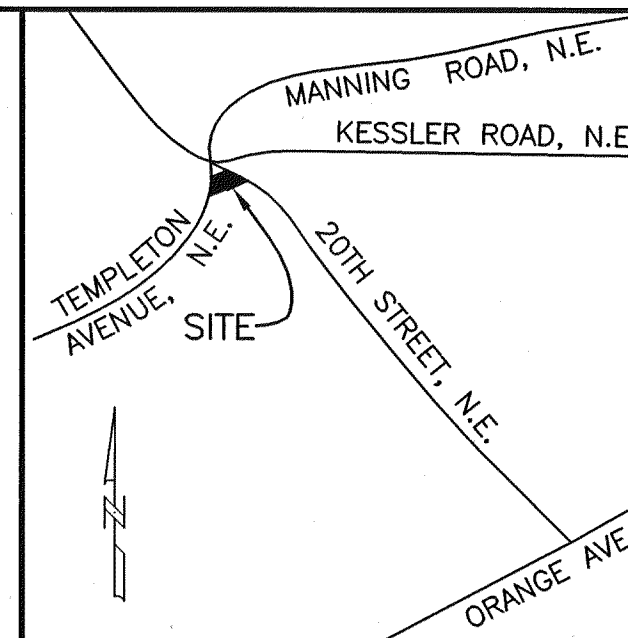 MANNING ROAD, N.E.
KESSLER ROAD, N.E
TEMPLETON
AVENUE, N.E.
20TH STREET, N.E.
SITE
N
ORANGE AVE